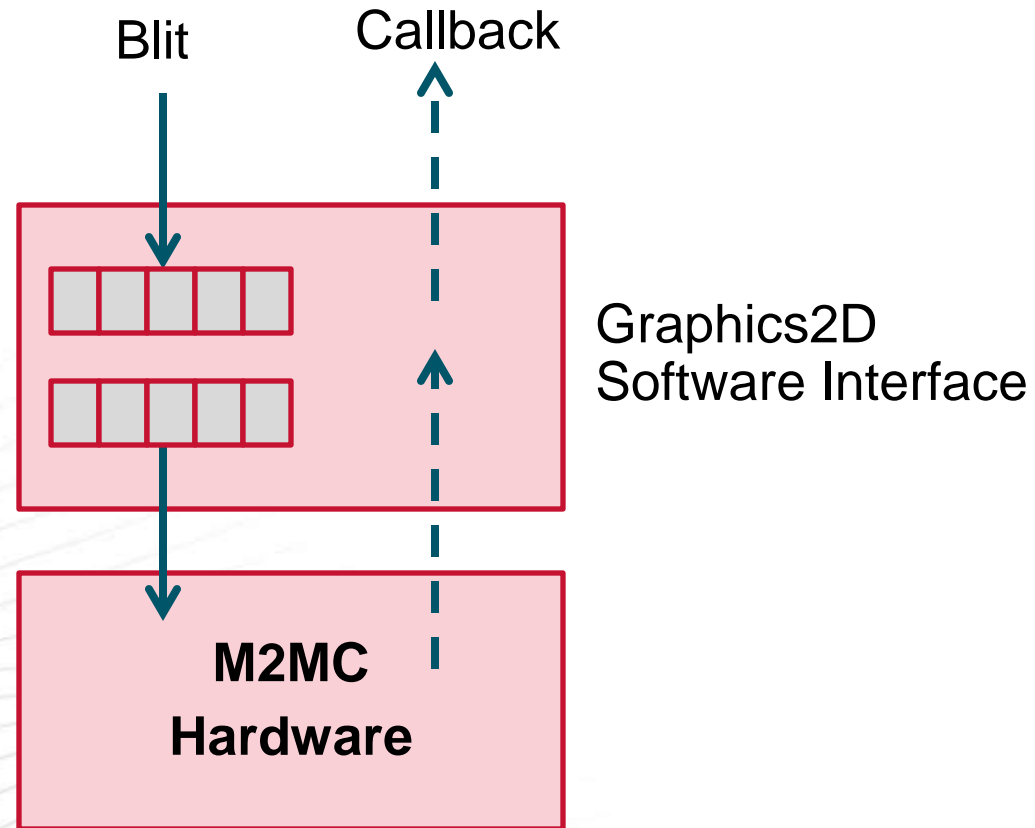 Blit
Callback
Graphics2D
Software Interface
M2MC
Hardware